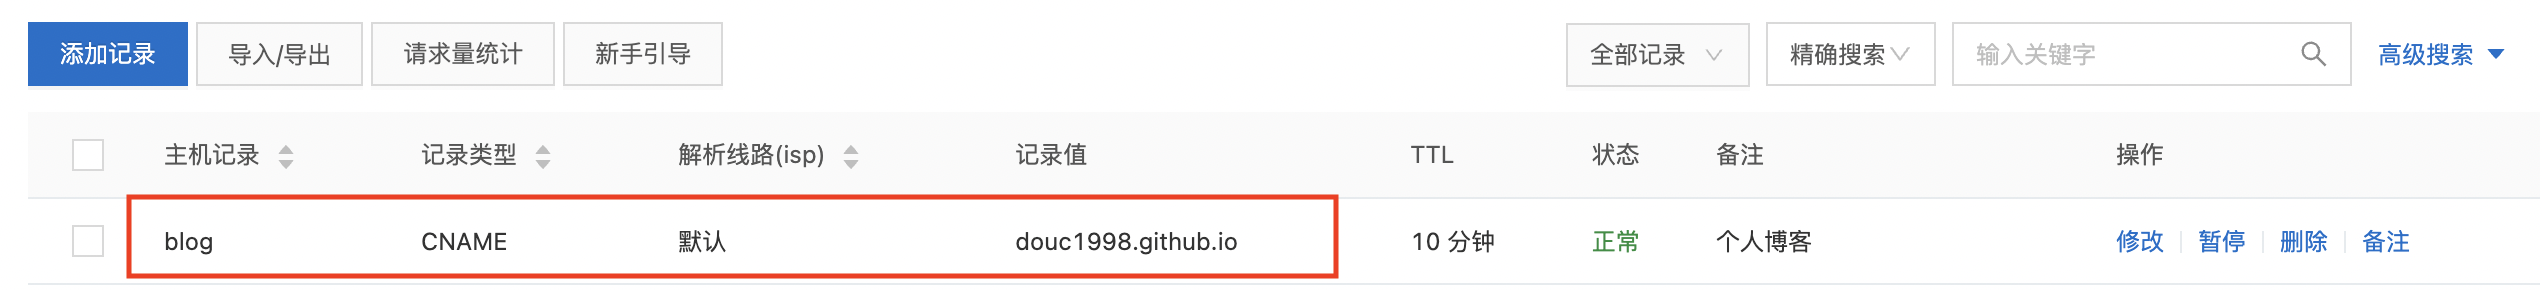 添加记录 导入/导出 请求量统计 新手引导 全部记录 精确搜索 输入关键字 高级搜索
主机记录 记录类型 解析线路(isp) 记录值 TTL 状态 备注 操作
blog CNAME 默认 douc1998.github.io 10 分钟 正常 个人博客 修改 暂停 删除 备注